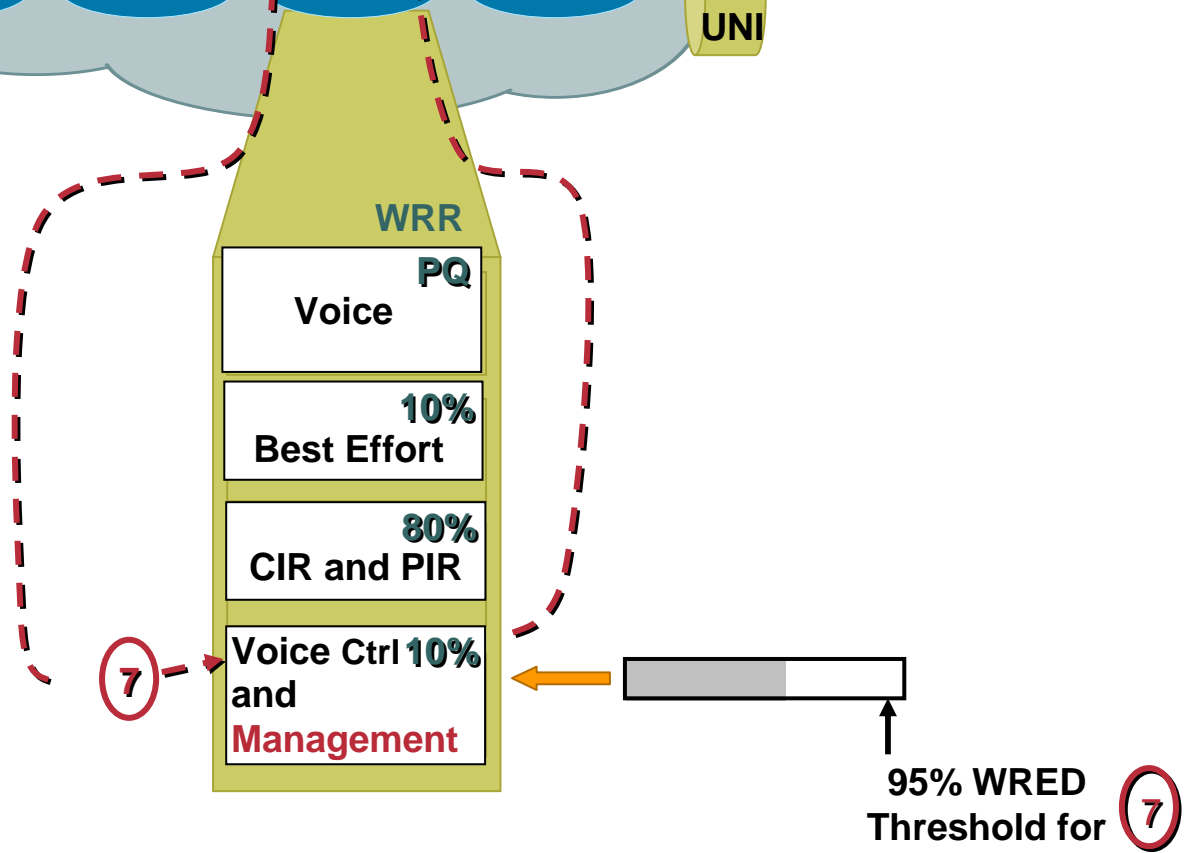 UNI
WRR
PQ
Voice
10%
Best Effort
80%
CIR and PIR
Voice Ctrl 10%
and
Management
7
95% WRED
Threshold for 7